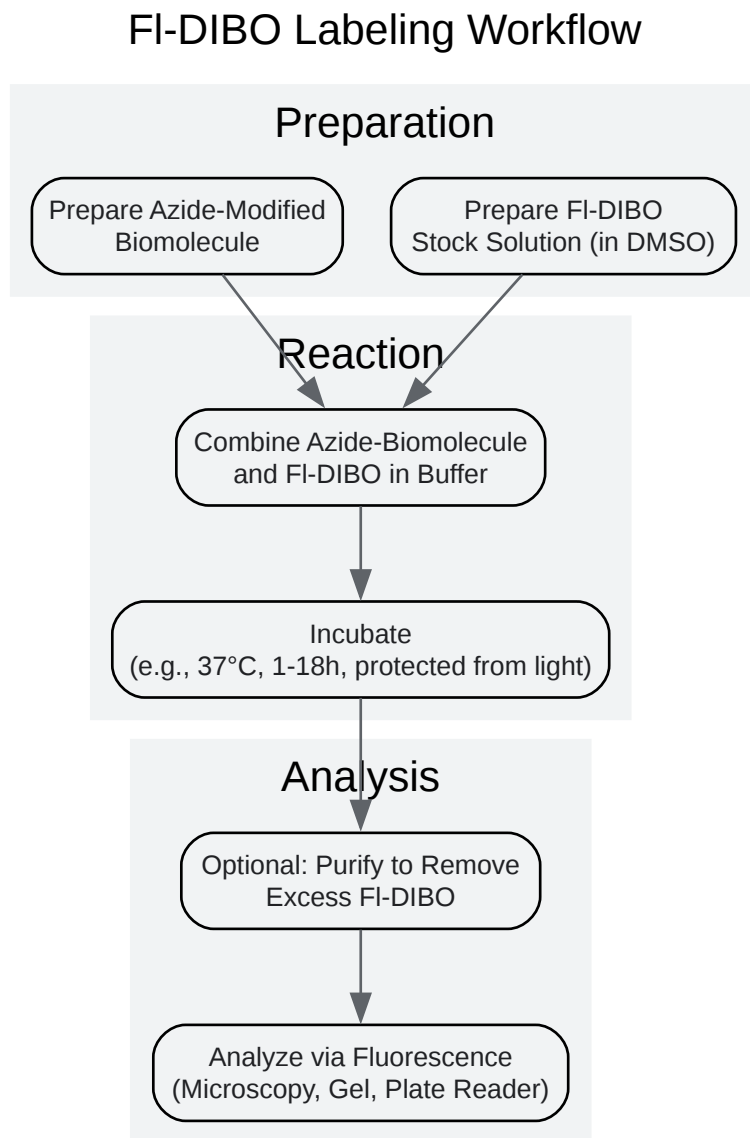 Fl-DIBO Labeling Workflow
Preparation
Prepare Azide-Modified
Biomolecule
Prepare Fl-DIBO
Stock Solution (in DMSO)
Reaction
Combine Azide-Biomolecule
and Fl-DIBO in Buffer
Incubate
(e.g., 37°C, 1-18h, protected from light)
Analysis
Optional: Purify to Remove
Excess Fl-DIBO
Analyze via Fluorescence
(Microscopy, Gel, Plate Reader)